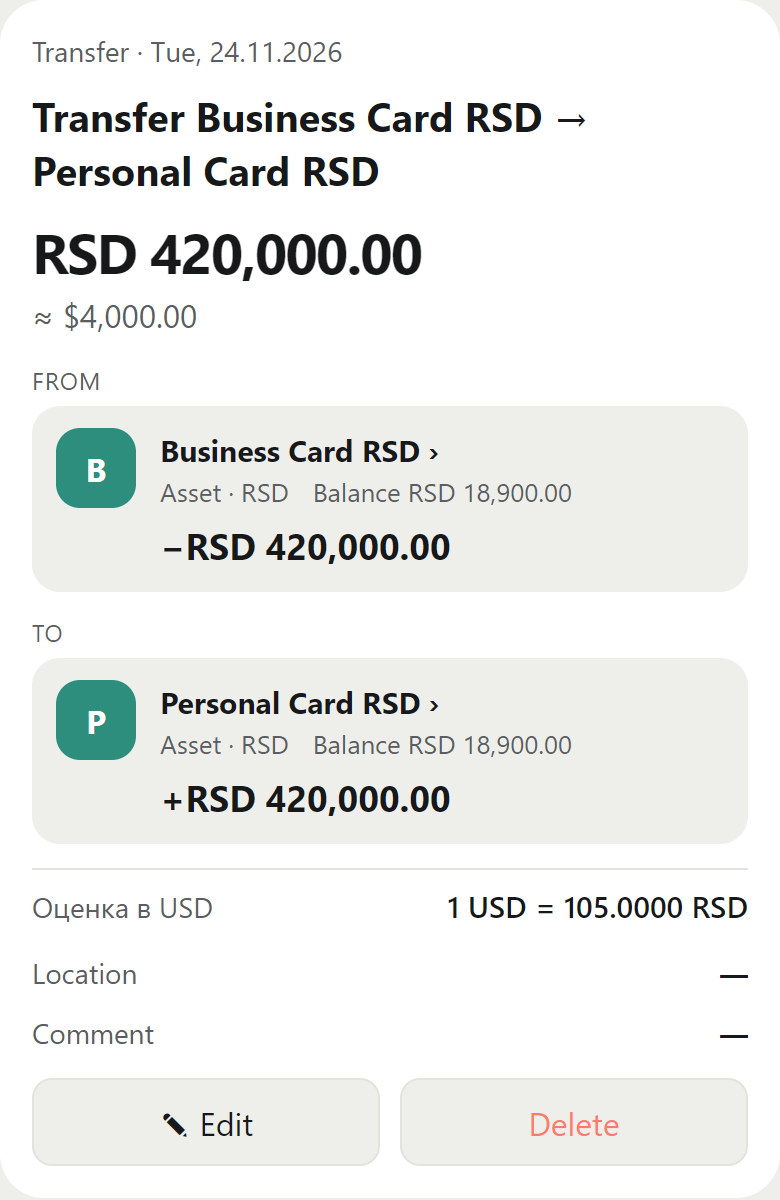 Transfer · Tue, 24.11.2026
Transfer Business Card RSD →
Personal Card RSD
RSD 420,000.00
≈ $4,000.00
FROM
B
Business Card RSD ›
Asset · RSD Balance RSD 18,900.00
−RSD 420,000.00
TO
P
Personal Card RSD ›
Asset · RSD Balance RSD 18,900.00
+RSD 420,000.00
Оценка в USD 1 USD = 105.0000 RSD
Location —
Comment —
✎ Edit Delete